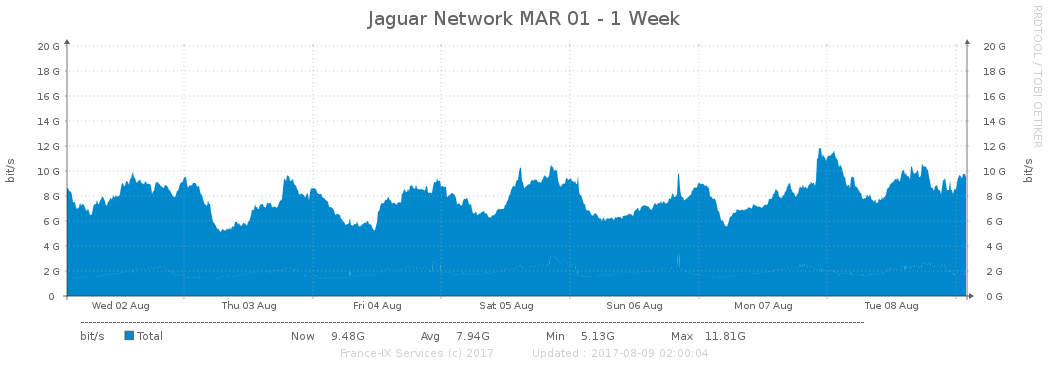 Jaguar Network MAR 01 - 1 Week
RRDTOOL / TOBI OETIKER
bit/s
bit/s
20 G 20 G
18 G 18 G
16 G 16 G
14 G 14 G
12 G 12 G
10 G 10 G
8 G 8 G
6 G 6 G
4 G 4 G
2 G 2 G
0 0 G
Wed 02 Aug Thu 03 Aug Fri 04 Aug Sat 05 Aug Sun 06 Aug Mon 07 Aug Tue 08 Aug
bit/s Total Now 9.48G Avg 7.94G Min 5.13G Max 11.81G
France-IX Services (c) 2017 Updated : 2017-08-09 02:00:04